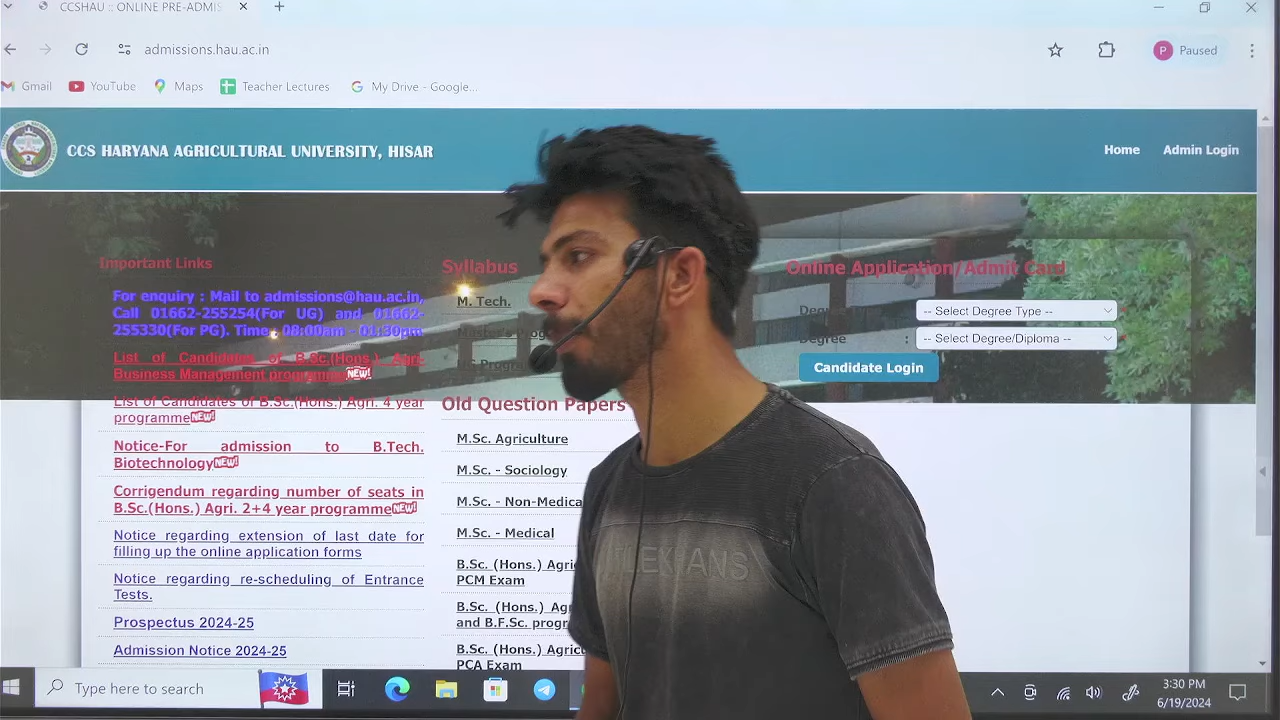 CCSHAU :: ONLINE PRE-ADMIS
admissions.hau.ac.in
Paused
Gmail
YouTube
Maps
Teacher Lectures
My Drive - Google...
CCS HARYANA AGRICULTURAL UNIVERSITY, HISAR
Home
Admin Login
Important Links
For enquiry : Mail to admissions@hau.ac.in,
Call 01662-255254(For UG) and 01662-
255330(For PG). Time : 08:00am - 01:30pm
List of Candidates of B.Sc.(Hons.) Agri.
Business Management programme NEW!
List of Candidates of B.Sc.(Hons.) Agri. 4 year
programme NEW!
Notice-For admission to B.Tech.
Biotechnology NEW!
Corrigendum regarding number of seats in
B.Sc.(Hons.) Agri. 2+4 year programme NEW!
Notice regarding extension of last date for
filling up the online application forms
Notice regarding re-scheduling of Entrance
Tests.
Prospectus 2024-25
Admission Notice 2024-25
Syllabus
M. Tech.
Master's
Old Question Papers
M.Sc. Agriculture
M.Sc. - Sociology
M.Sc. - Non-Medica
M.Sc. - Medical
B.Sc. (Hons.) Agri
PCM Exam
B.Sc. (Hons.) Ag
and B.F.Sc. progr
B.Sc. (Hons.) Agric
PCA Exam
Online Application/Admit Card
-- Select Degree Type --
Degree :
-- Select Degree/Diploma --
Candidate Login
Type here to search
3:30 PM
6/19/2024